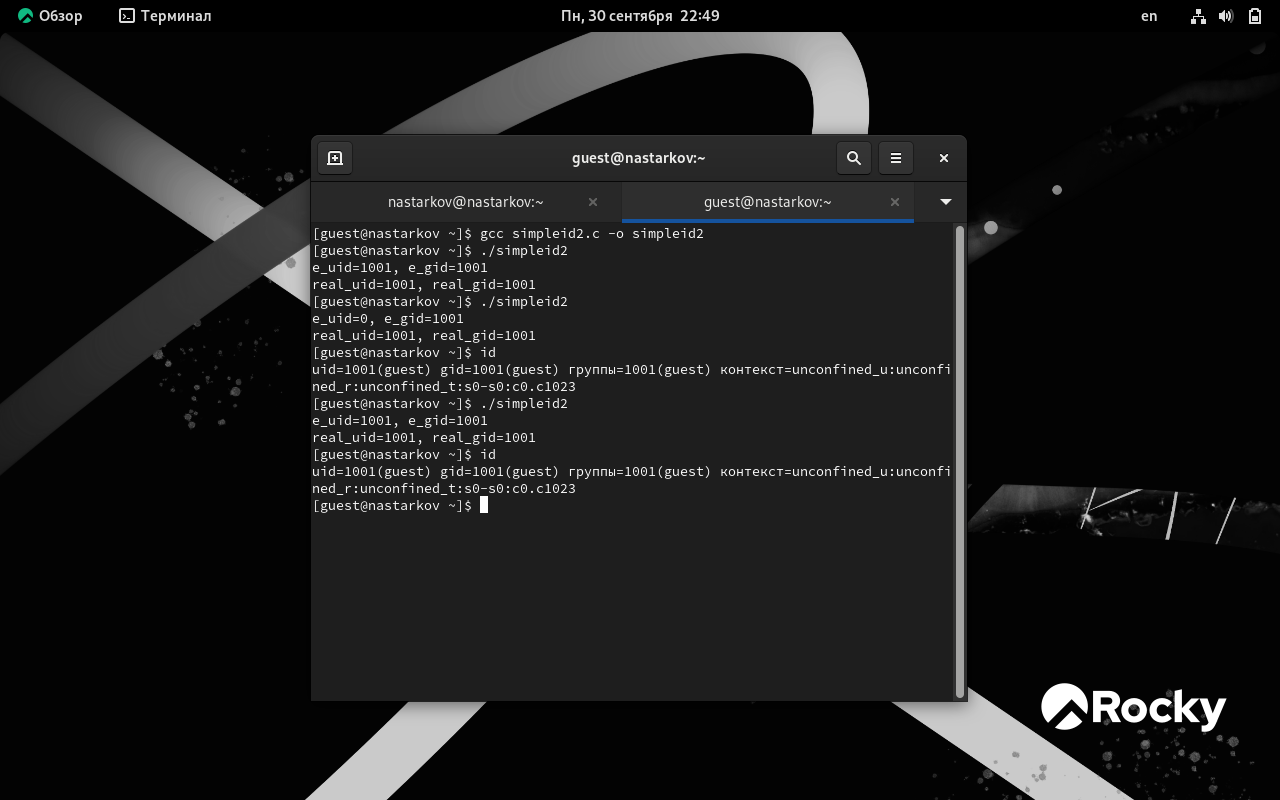 Обзор Терминал Пн, 30 сентября 22:49 en
guest@nastarkov:~
nastarkov@nastarkov:~ guest@nastarkov:~
[guest@nastarkov ~]$ gcc simpleid2.c -o simpleid2
[guest@nastarkov ~]$ ./simpleid2
e_uid=1001, e_gid=1001
real_uid=1001, real_gid=1001
[guest@nastarkov ~]$ ./simpleid2
e_uid=0, e_gid=1001
real_uid=1001, real_gid=1001
[guest@nastarkov ~]$ id
uid=1001(guest) gid=1001(guest) группы=1001(guest) контекст=unconfined_u:unconfi
ned_r:unconfined_t:s0-s0:c0.c1023
[guest@nastarkov ~]$ ./simpleid2
e_uid=1001, e_gid=1001
real_uid=1001, real_gid=1001
[guest@nastarkov ~]$ id
uid=1001(guest) gid=1001(guest) группы=1001(guest) контекст=unconfined_u:unconfi
ned_r:unconfined_t:s0-s0:c0.c1023
[guest@nastarkov ~]$
Rocky